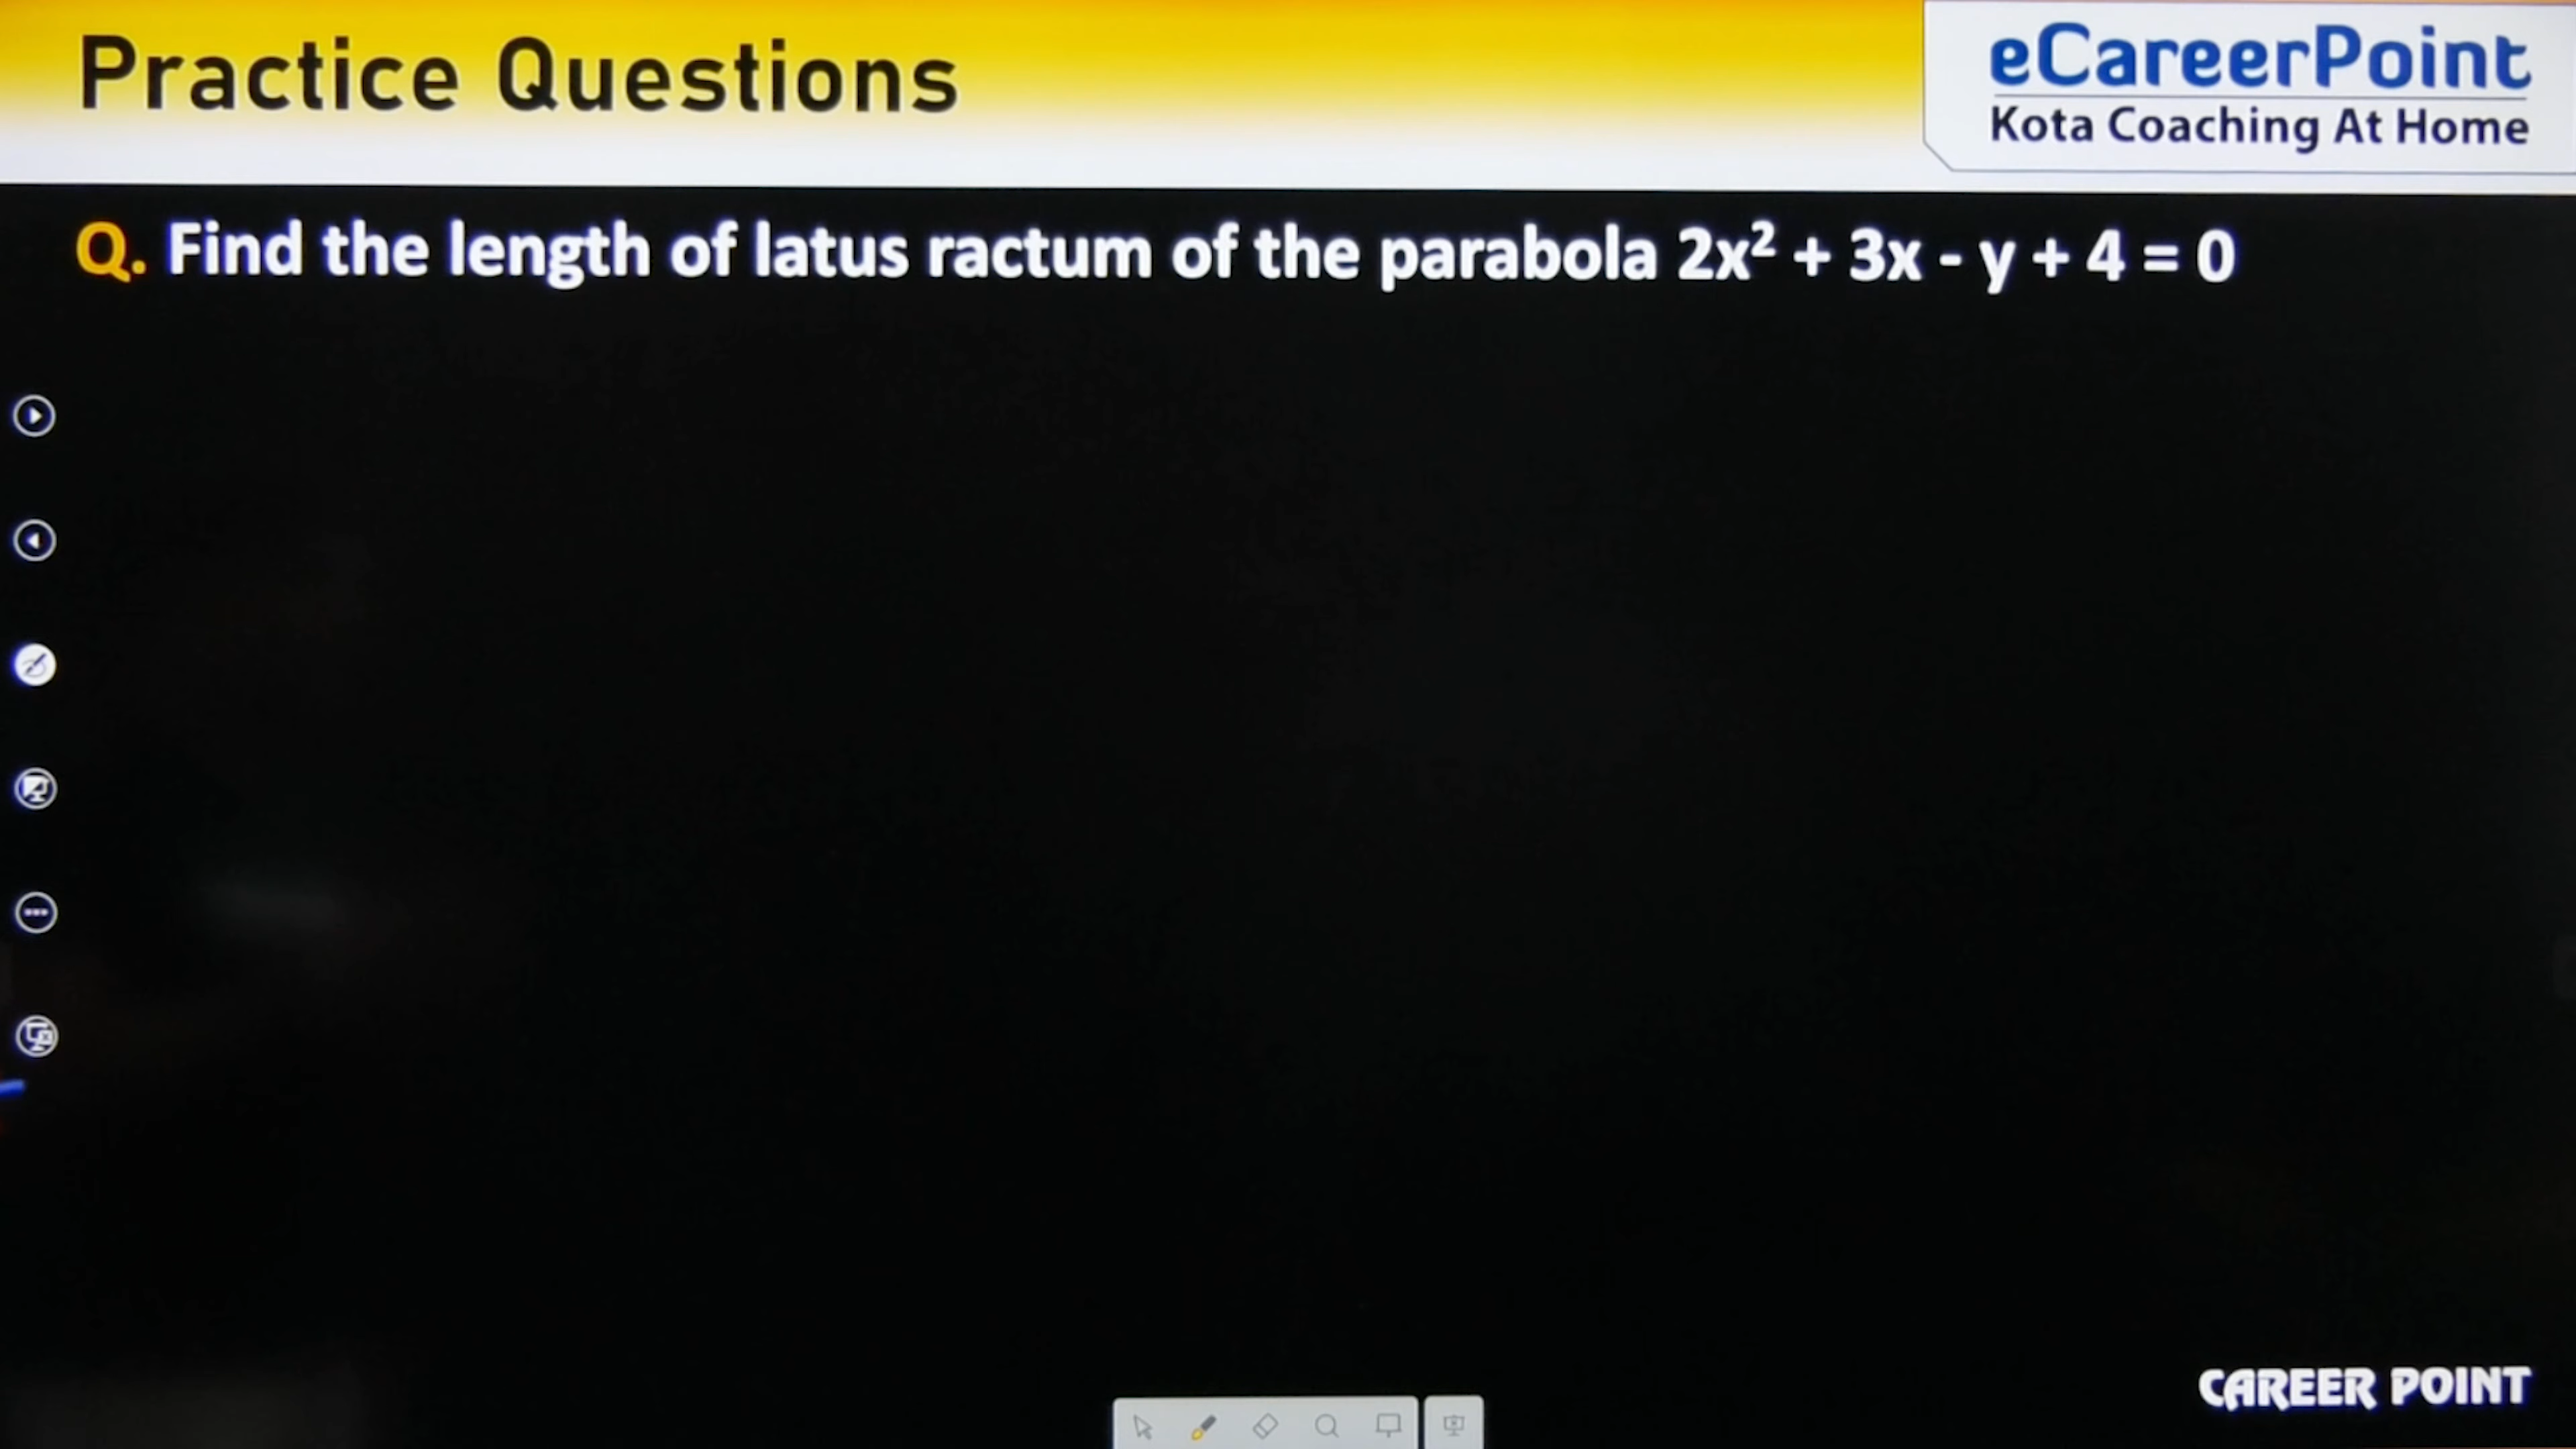 Practice Questions
eCareerPoint
Kota Coaching At Home
Q. Find the length of latus ractum of the parabola 2x² + 3x - y + 4 = 0
CAREER POINT